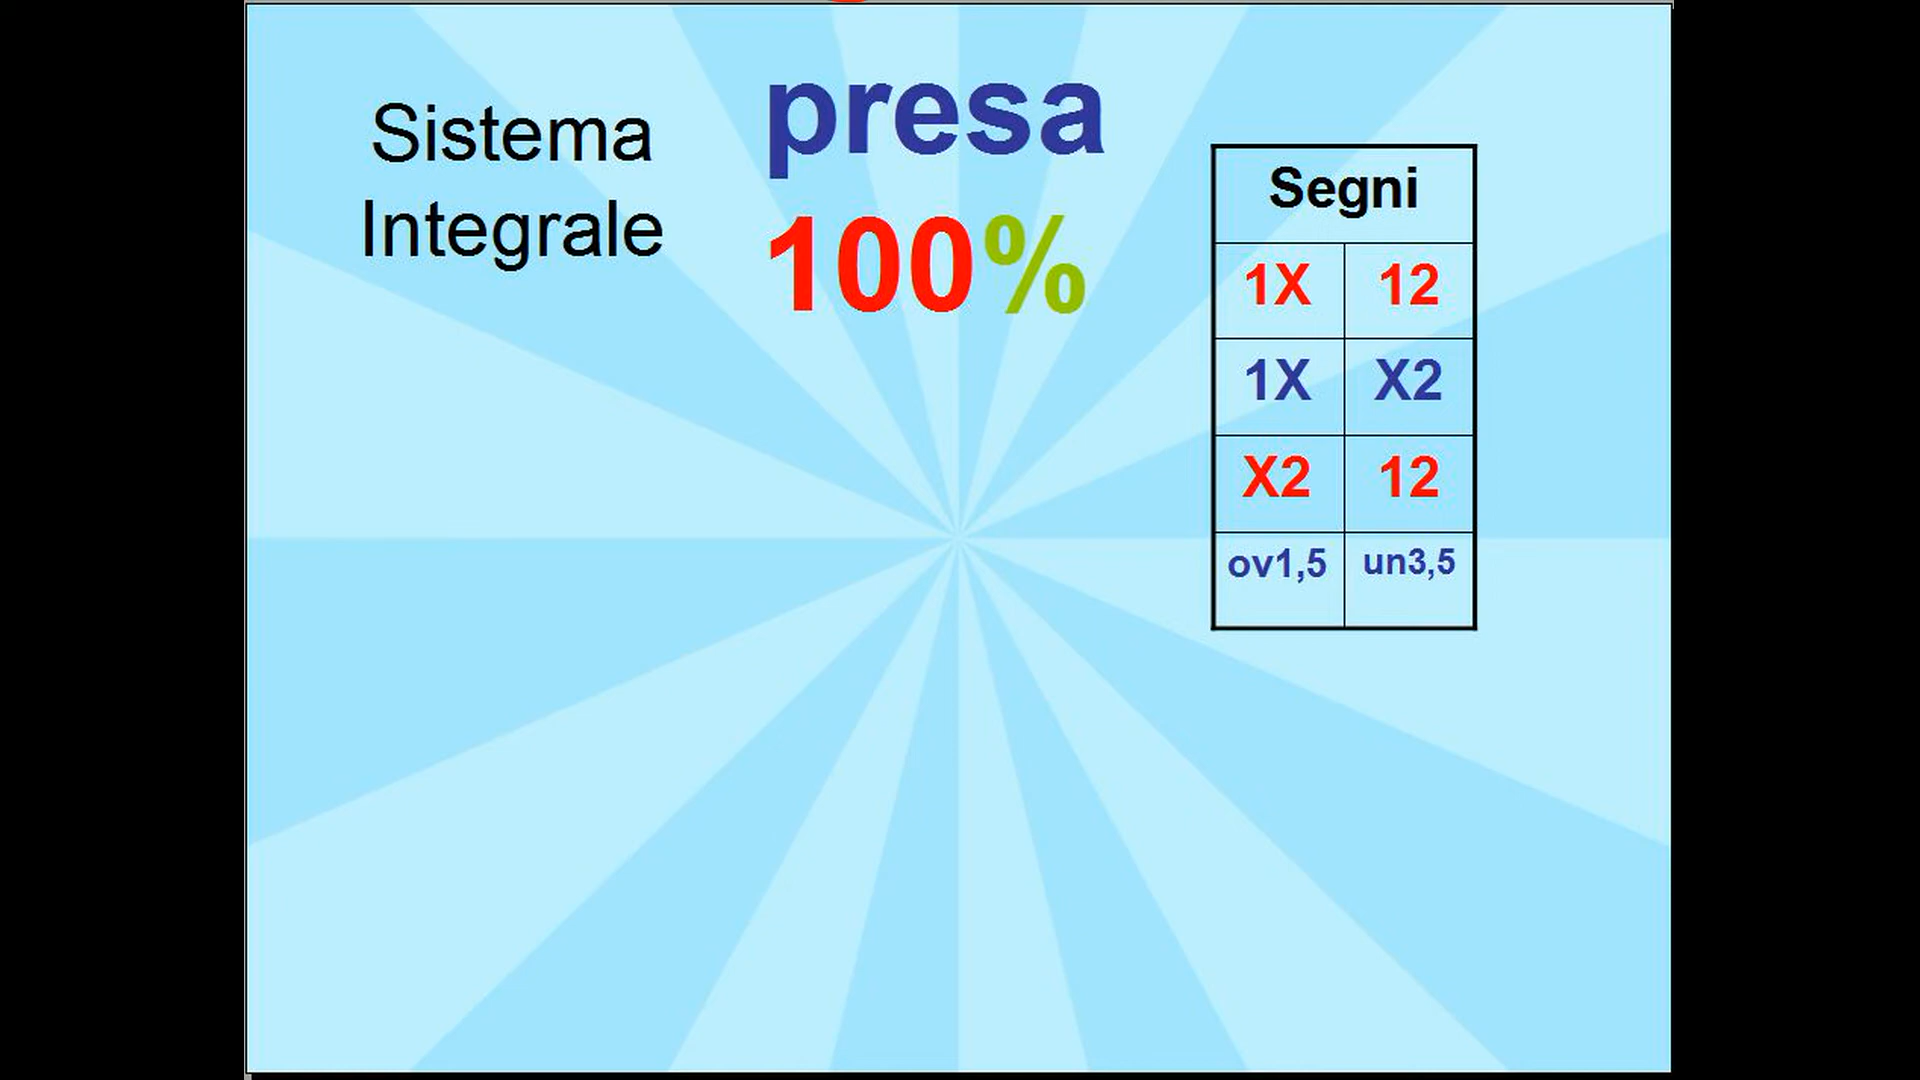 Sistema
Integrale
presa
100%
Segni
1X 12
1X X2
X2 12
ov1,5 un3,5